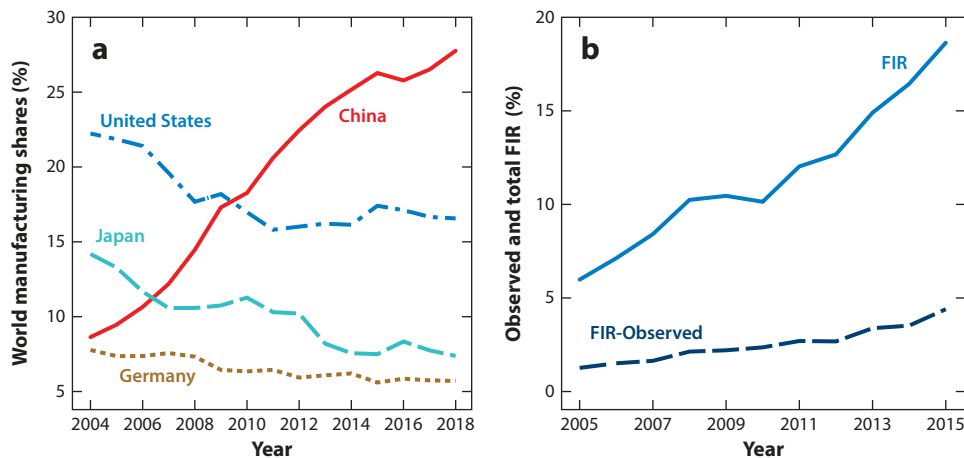 a
World manufacturing shares (%)
30
25
20
15
10
5
United States
China
Japan
Germany
2004 2006 2008 2010 2012 2014 2016 2018
Year
b
Observed and total FIR (%)
20
15
10
5
0
FIR
FIR-Observed
2005 2007 2009 2011 2013 2015
Year